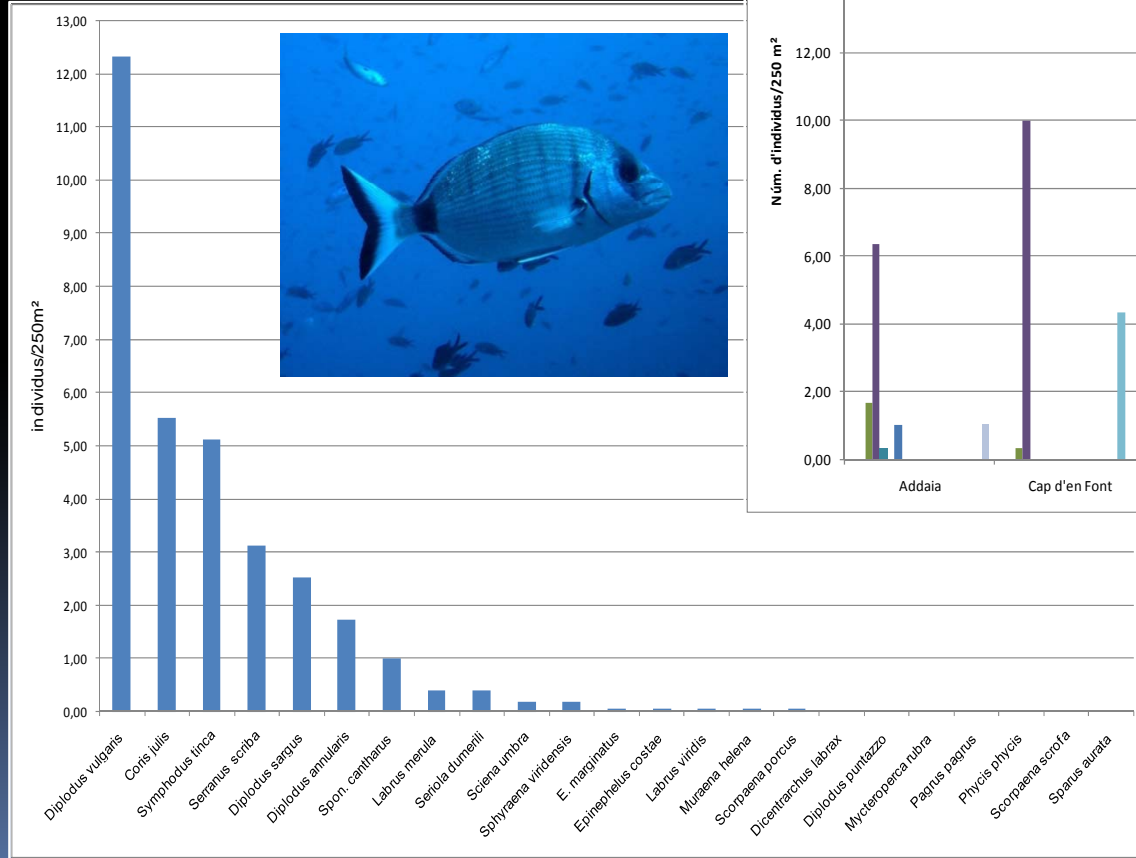 individus/250m²
13,00
12,00
11,00
10,00
9,00
8,00
7,00
6,00
5,00
4,00
3,00
2,00
1,00
0,00
Diplodus vulgaris
Coris julis
Symphodus tinca
Serranus scriba
Diplodus sargus
Diplodus annularis
Spon. cantharus
Labrus merula
Seriola dumerili
Sciena umbra
Sphyraena viridensis
E. marginatus
Epinephelus costae
Labrus viridis
Muraena helena
Scorpaena porcus
Dicentrarchus labrax
Diplodus puntazzo
Mycteroperca rubra
Pagrus pagrus
Phycis phycis
Scorpaena scrofa
Sparus aurata
Núm. d'individus/250 m²
12,00
10,00
8,00
6,00
4,00
2,00
0,00
Addaia
Cap d'en Font